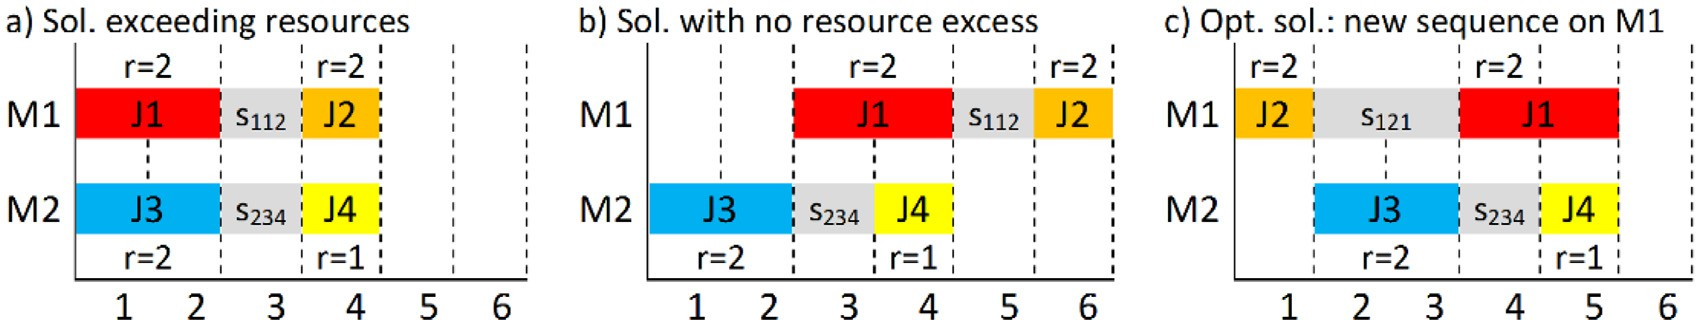 a) Sol. exceeding resources
r=2 r=2
M1 J1 s112 J2
M2 J3 s234 J4
r=2 r=1
1 2 3 4 5 6
b) Sol. with no resource excess
r=2 r=2
M1 J1 s112 J2
M2 J3 s234 J4
r=2 r=1
1 2 3 4 5 6
c) Opt. sol.: new sequence on M1
r=2 r=2
M1 J2 s121 J1
M2 J3 s234 J4
r=2 r=1
1 2 3 4 5 6